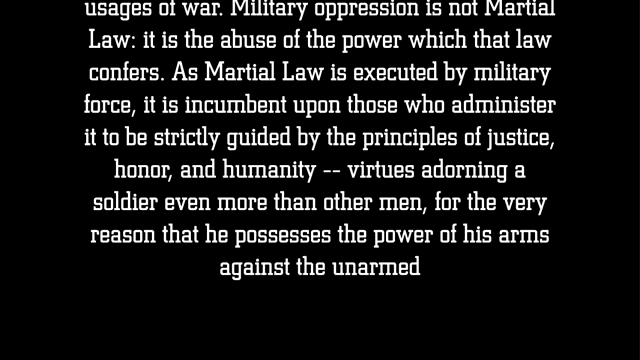 usages of war. Military oppression is not Martial
Law: it is the abuse of the power which that law
confers. As Martial Law is executed by military
force, it is incumbent upon those who administer
it to be strictly guided by the principles of justice,
honor, and humanity -- virtues adorning a
soldier even more than other men, for the very
reason that he possesses the power of his arms
against the unarmed